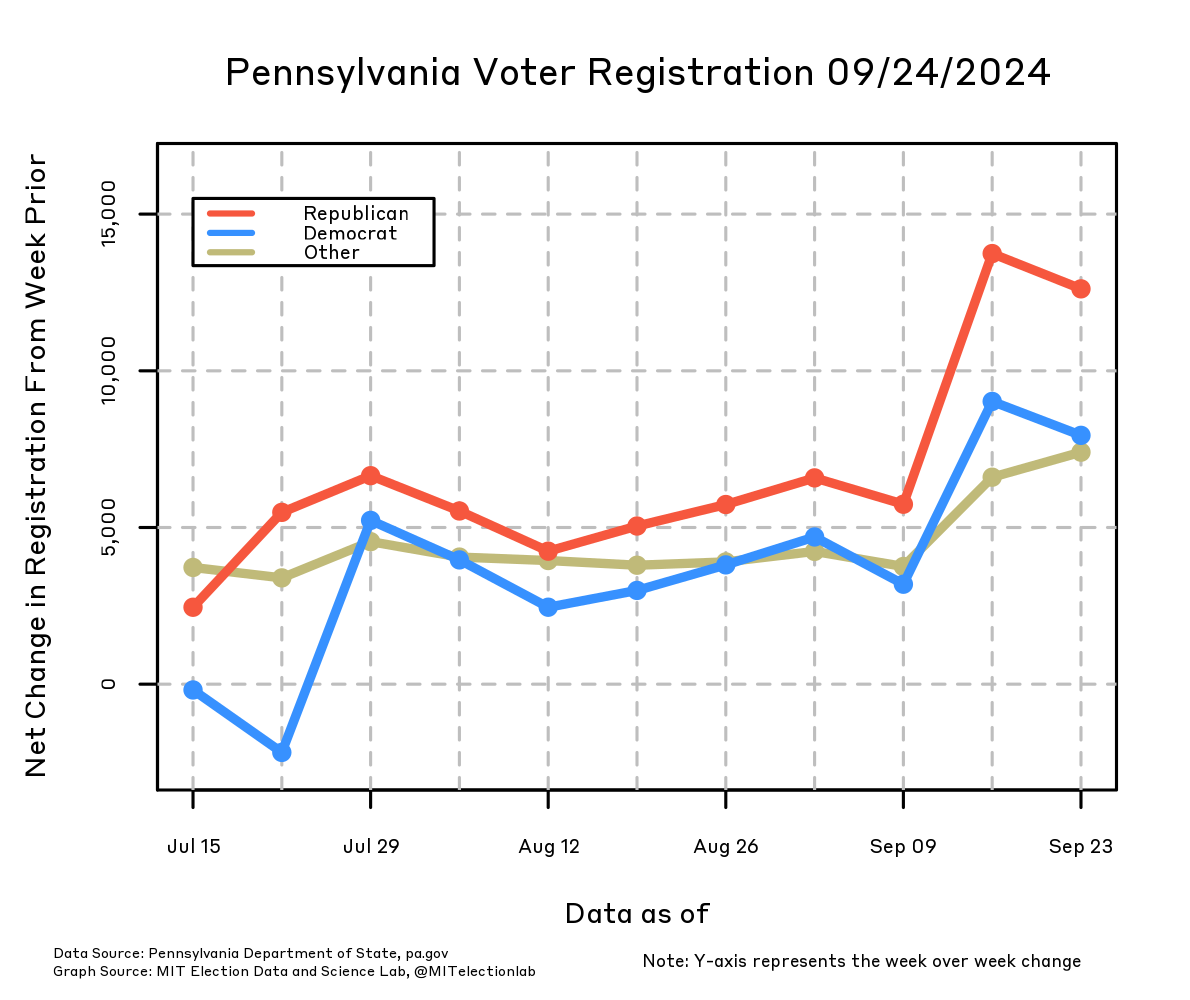 Pennsylvania Voter Registration 09/24/2024
Net Change in Registration From Week Prior
15,000
10,000
5,000
0
Republican
Democrat
Other
Jul 15
Jul 29
Aug 12
Aug 26
Sep 09
Sep 23
Data as of
Data Source: Pennsylvania Department of State, pa.gov
Graph Source: MIT Election Data and Science Lab, @MITelectionlab
Note: Y-axis represents the week over week change